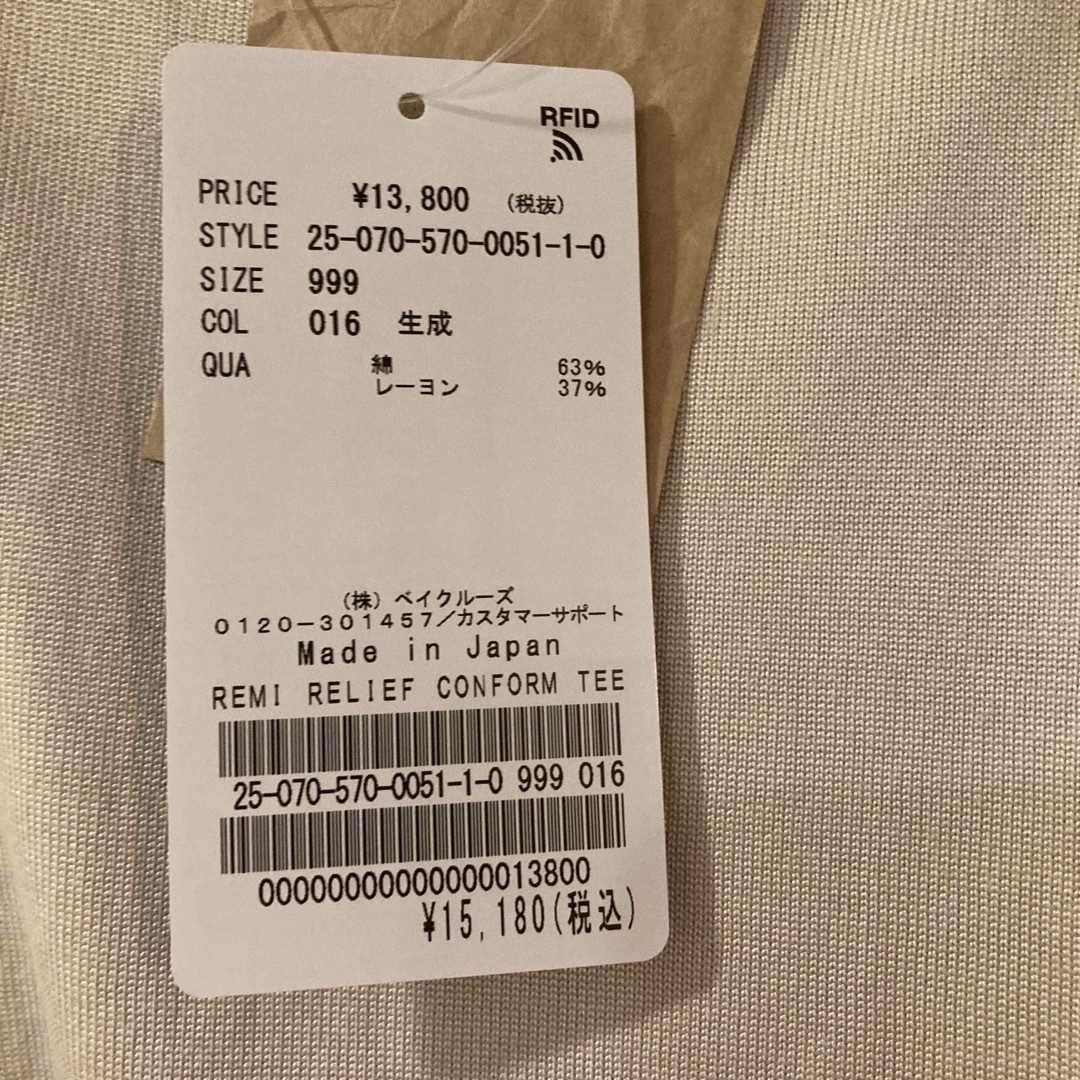 RFID
PRICE ¥13,800 (税抜)
STYLE 25-070-570-0051-1-0
SIZE 999
COL 016 生成
QUA 綿 63%
レーヨン 37%
(株)ベイクルーズ
0120-301457/カスタマーサポート
Made in Japan
REMI RELIEF CONFORM TEE
25-070-570-0051-1-0 999 016
00000000000000013800
¥15,180(税込)